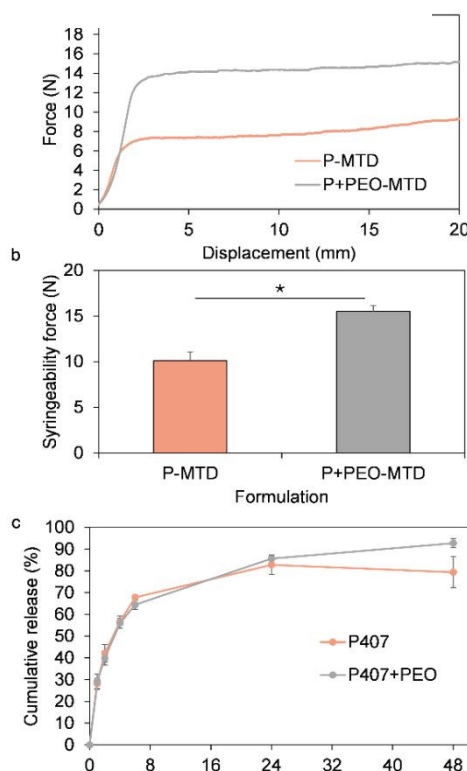 18
16
14
12
10
8
6
4
2
0
Force (N)
P-MTD
P+PEO-MTD
0 5 10 15 20
Displacement (mm)
b
20
15
10
5
0
Syringeability force (N)
*
P-MTD P+PEO-MTD
Formulation
c
100
90
80
70
60
50
40
30
20
10
0
Cumulative release (%)
P407
P407+PEO
0 8 16 24 32 40 48